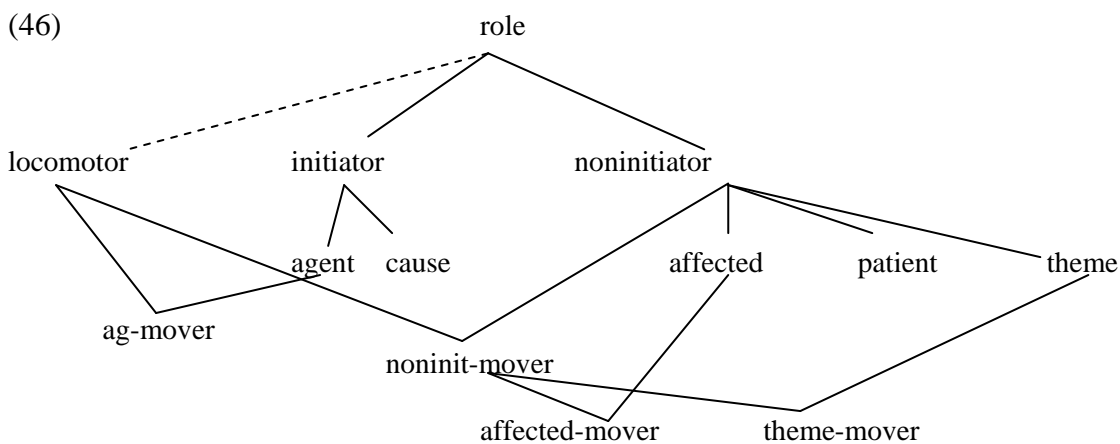 (46) role
locomotor initiator noninitiator
agent cause affected patient theme
ag-mover
noninit-mover
affected-mover theme-mover